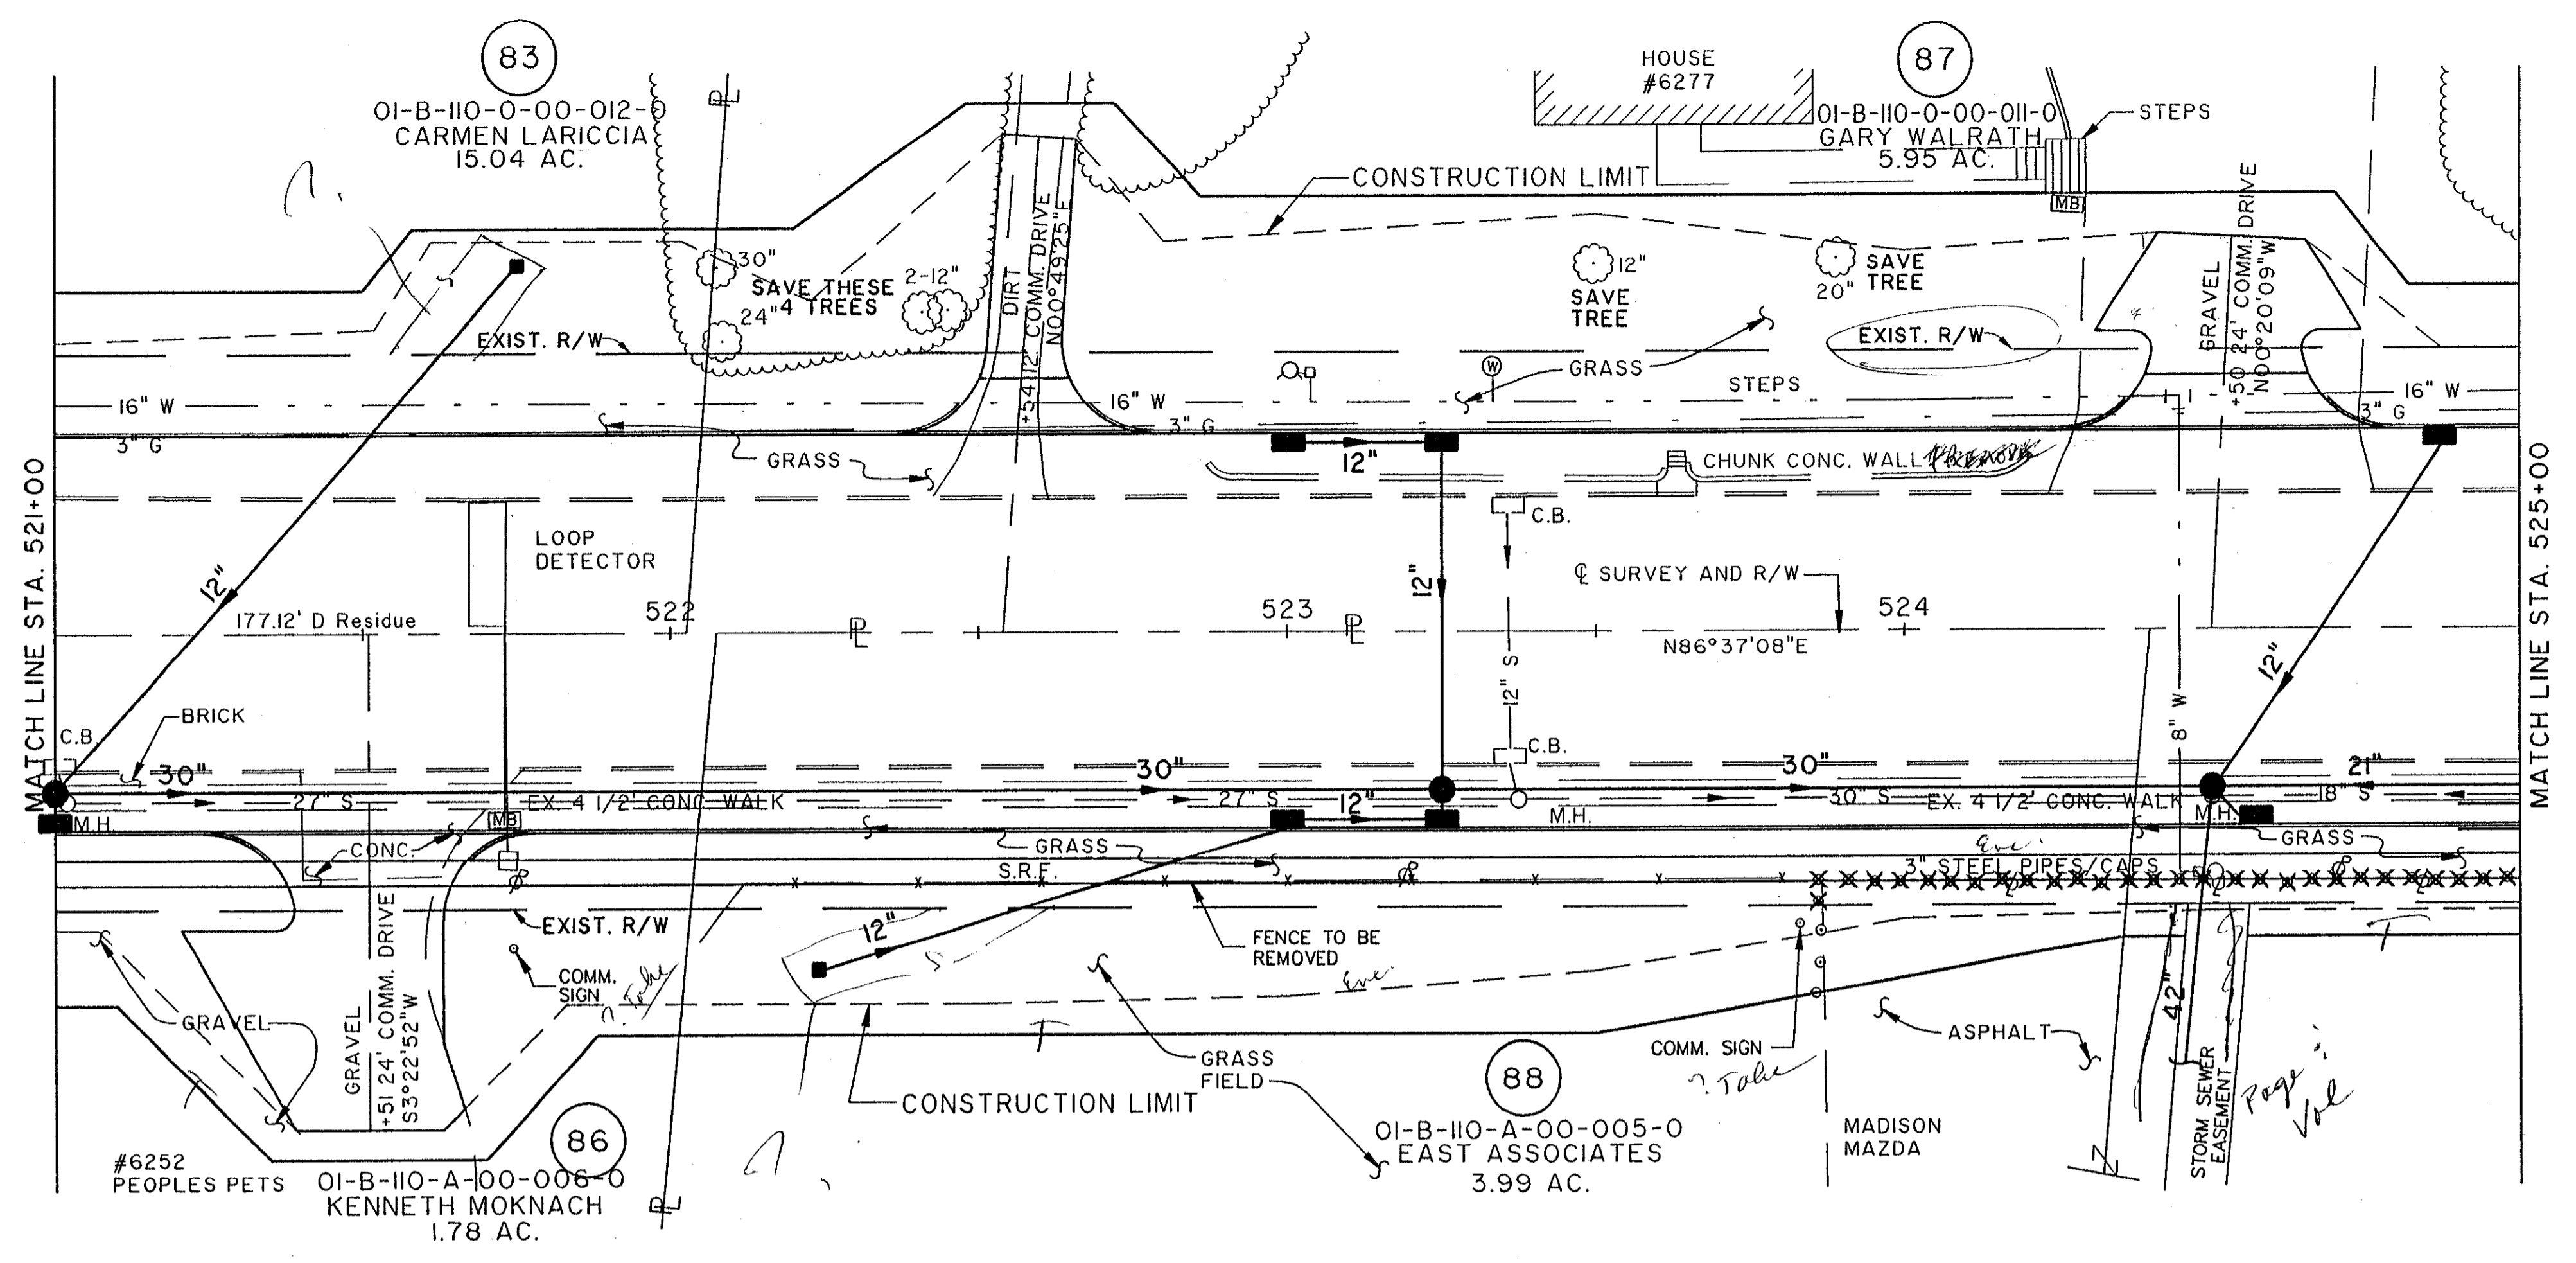 83
01-B-110-0-00-012-0
CARMEN LARICCIA
15.04 AC.
HOUSE
#6277
87
01-B-110-0-00-011-0
GARY WALRATH
5.95 AC.
STEPS
CONSTRUCTION LIMIT
MB
30"
SAVE THESE
4 TREES
24"
2-12"
DIRT
+54 12' COMM. DRIVE
N00°49'25"E
12"
SAVE
TREE
20"
SAVE
TREE
GRAVEL
+50 24' COMM. DRIVE
N00°20'09"W
EXIST. R/W
EXIST. R/W
W
GRASS
STEPS
16" W
16" W
16" W
3" G
3" G
3" G
GRASS
12"
CHUNK CONC. WALL
MATCH LINE STA. 521+00
MATCH LINE STA. 525+00
LOOP
DETECTOR
C.B.
12"
12"
℄ SURVEY AND R/W
177.12' D Residue
522
PL
523
PL
524
N86°37'08"E
12" S
12"
8" W
BRICK
C.B.
C.B.
30"
30"
30"
21"
27" S
EX. 4 1/2' CONC. WALK
27" S
12"
30" S
EX. 4 1/2' CONC. WALK
18" S
M.H.
MB
M.H.
M.H.
CONC.
GRASS
GRASS
S.R.F.
3" STEEL PIPES/CAPS
EXIST. R/W
12"
FENCE TO BE
REMOVED
COMM.
SIGN
? Take
GRAVEL
GRAVEL
+51 24' COMM. DRIVE
S3°22'52"W
GRASS
FIELD
CONSTRUCTION LIMIT
COMM. SIGN
? Take
ASPHALT
42"
STORM SEWER
EASEMENT
Page :
Vol
MADISON
MAZDA
88
01-B-110-A-00-005-0
EAST ASSOCIATES
3.99 AC.
86
#6252
PEOPLES PETS
01-B-110-A-00-006-0
KENNETH MOKNACH
1.78 AC.
PL
PL